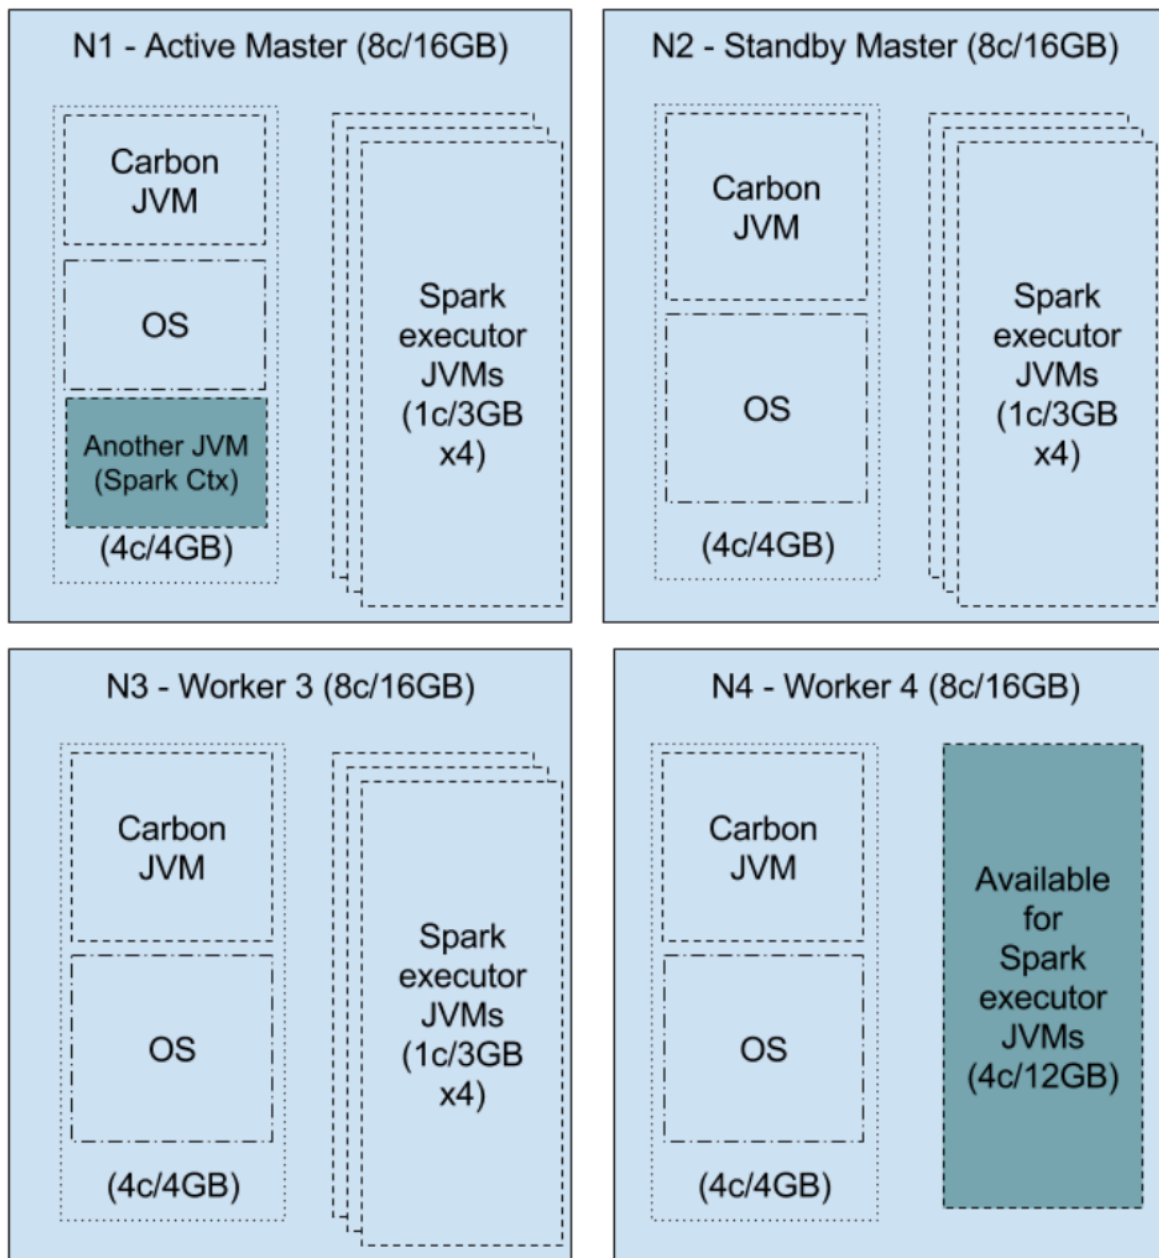 N1 - Active Master (8c/16GB)
Carbon
JVM
OS
Another JVM
(Spark Ctx)
(4c/4GB)
Spark
executor
JVMs
(1c/3GB
x4)
N2 - Standby Master (8c/16GB)
Carbon
JVM
OS
(4c/4GB)
Spark
executor
JVMs
(1c/3GB
x4)
N3 - Worker 3 (8c/16GB)
Carbon
JVM
OS
(4c/4GB)
Spark
executor
JVMs
(1c/3GB
x4)
N4 - Worker 4 (8c/16GB)
Carbon
JVM
OS
(4c/4GB)
Available
for
Spark
executor
JVMs
(4c/12GB)